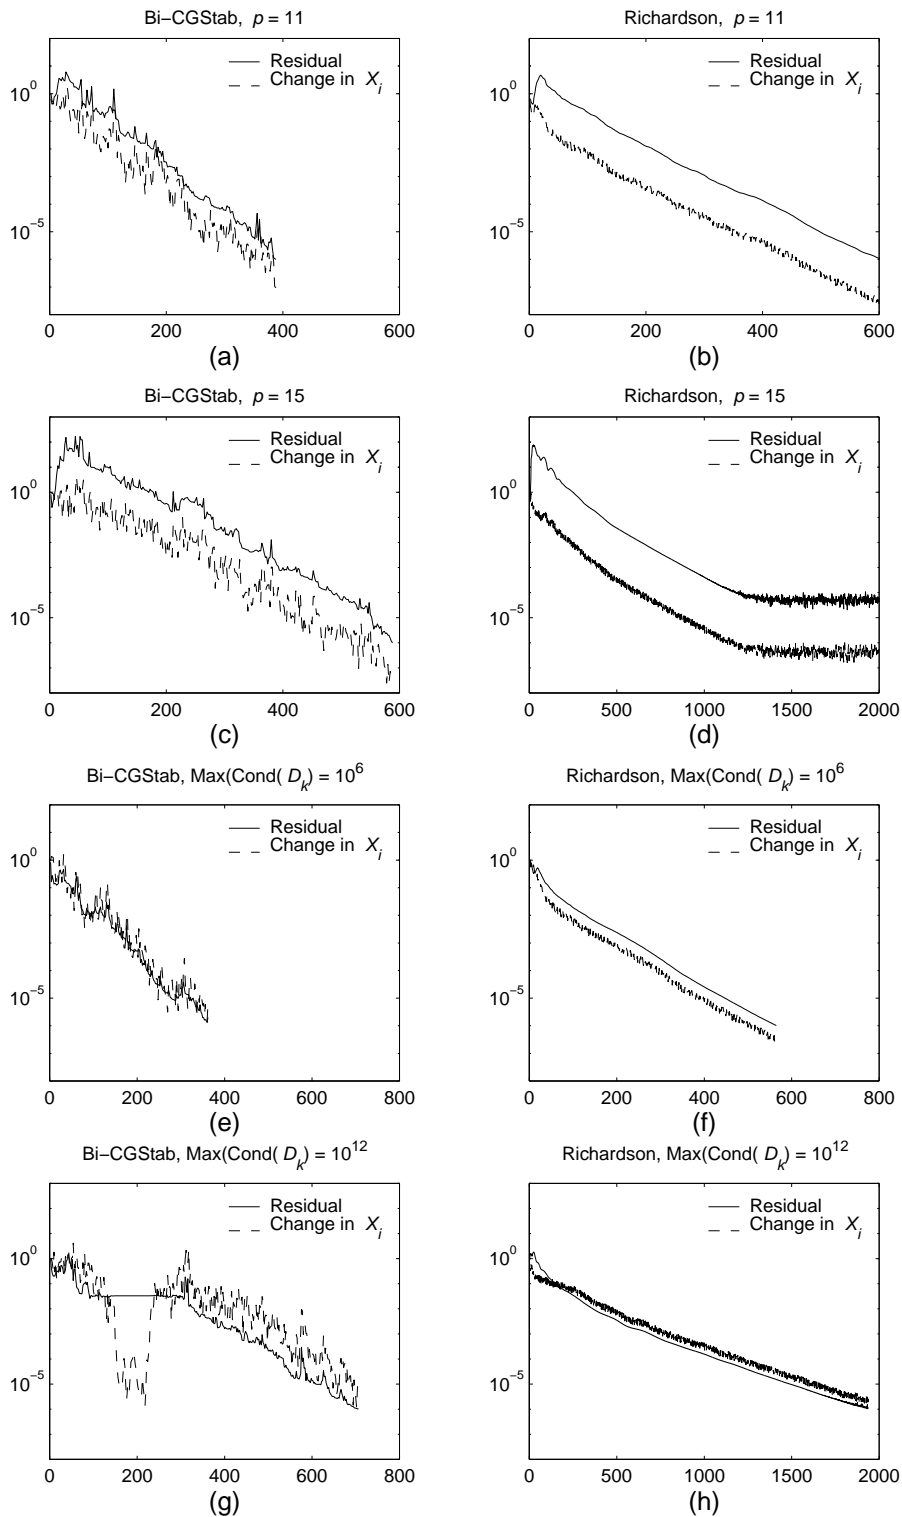 Bi−CGStab, p = 11
Residual
Change in X_i
10^0
10^−5
0 200 400 600
(a)
Richardson, p = 11
Residual
Change in X_i
10^0
10^−5
0 200 400 600
(b)
Bi−CGStab, p = 15
Residual
Change in X_i
10^0
10^−5
0 200 400 600
(c)
Richardson, p = 15
Residual
Change in X_i
10^0
10^−5
0 500 1000 1500 2000
(d)
Bi−CGStab, Max(Cond( D_k) = 10^6
Residual
Change in X_i
10^0
10^−5
0 200 400 600 800
(e)
Richardson, Max(Cond( D_k) = 10^6
Residual
Change in X_i
10^0
10^−5
0 200 400 600 800
(f)
Bi−CGStab, Max(Cond( D_k) = 10^12
Residual
Change in X_i
10^0
10^−5
0 200 400 600 800
(g)
Richardson, Max(Cond( D_k) = 10^12
Residual
Change in X_i
10^0
10^−5
0 500 1000 1500 2000
(h)